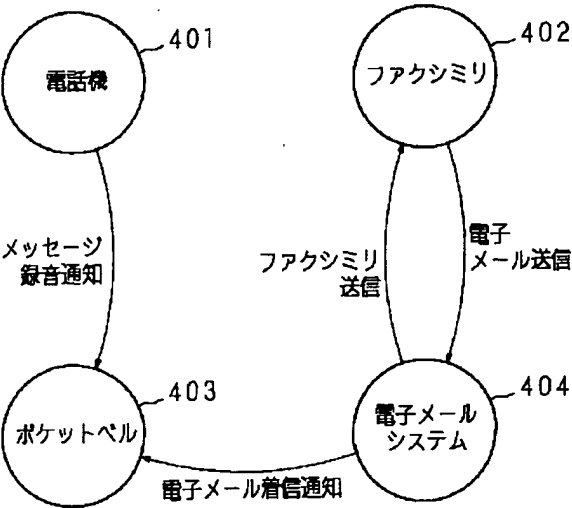 401
電話機
402
ファクシミリ
メッセージ
録音通知
ファクシミリ
送信
電子
メール送信
403
ポケットベル
404
電子メール
システム
電子メール着信通知